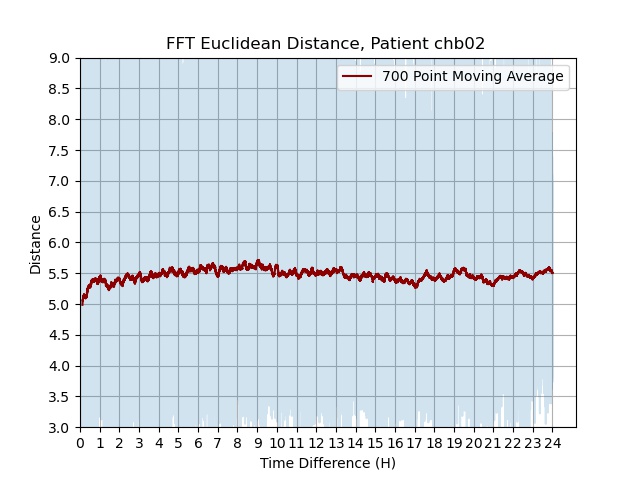 FFT Euclidean Distance, Patient chb02
700 Point Moving Average
9.0
8.5
8.0
7.5
7.0
6.5
6.0
5.5
5.0
4.5
4.0
3.5
3.0
Distance
0 1 2 3 4 5 6 7 8 9 10 11 12 13 14 15 16 17 18 19 20 21 22 23 24
Time Difference (H)